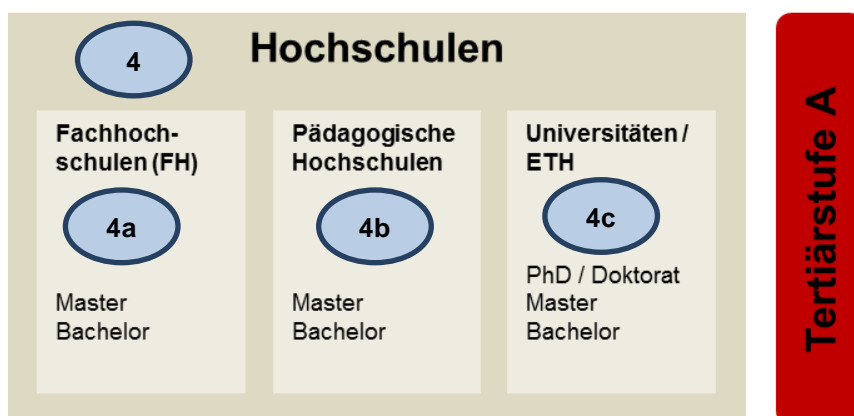 4
Hochschulen
Fachhoch-
schulen (FH)
4a
Master
Bachelor
Pädagogische
Hochschulen
4b
Master
Bachelor
Universitäten /
ETH
4c
PhD / Doktorat
Master
Bachelor
Tertiärstufe A